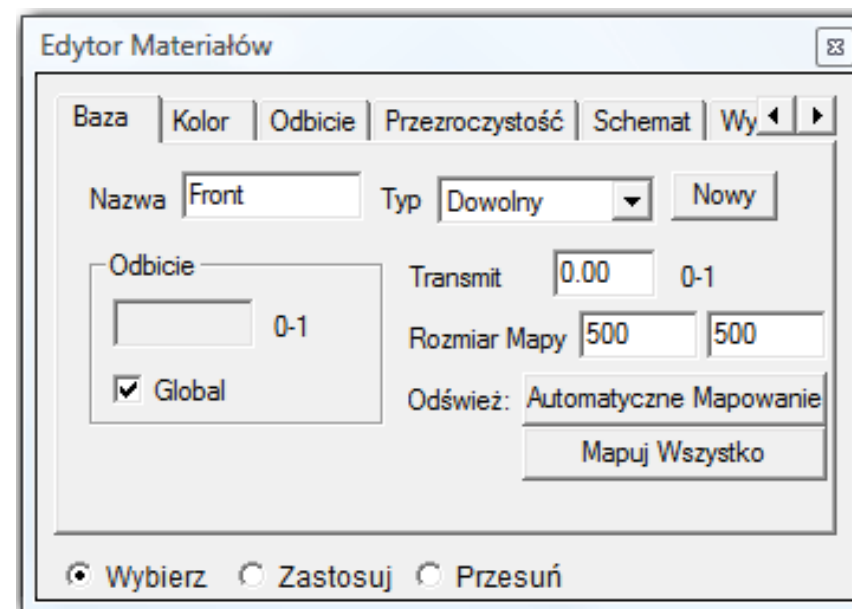 Edytor Materiałów
Baza Kolor Odbicie Przezroczystość Schemat Wy
Nazwa Front Typ Dowolny Nowy
Odbicie Transmit 0.00 0-1
0-1 Rozmiar Mapy 500 500
Global Odśwież: Automatyczne Mapowanie
Mapuj Wszystko
Wybierz Zastosuj Przesuń